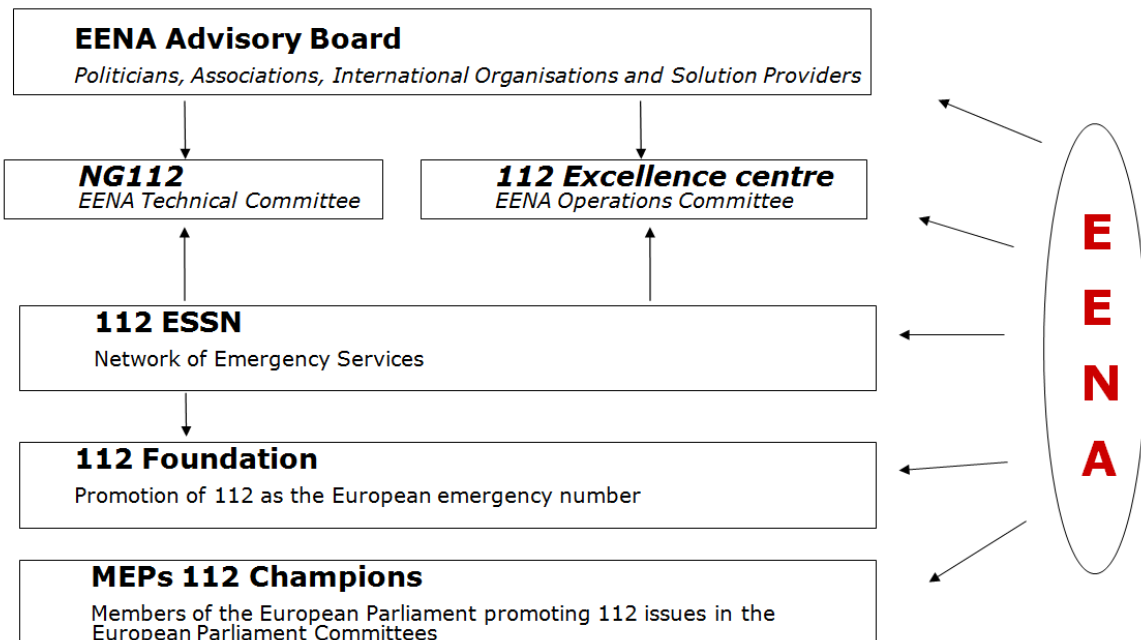 EENA Advisory Board
Politicians, Associations, International Organisations and Solution Providers
NG112
EENA Technical Committee
112 Excellence centre
EENA Operations Committee
112 ESSN
Network of Emergency Services
112 Foundation
Promotion of 112 as the European emergency number
MEPs 112 Champions
Members of the European Parliament promoting 112 issues in the
European Parliament Committees
E
E
N
A